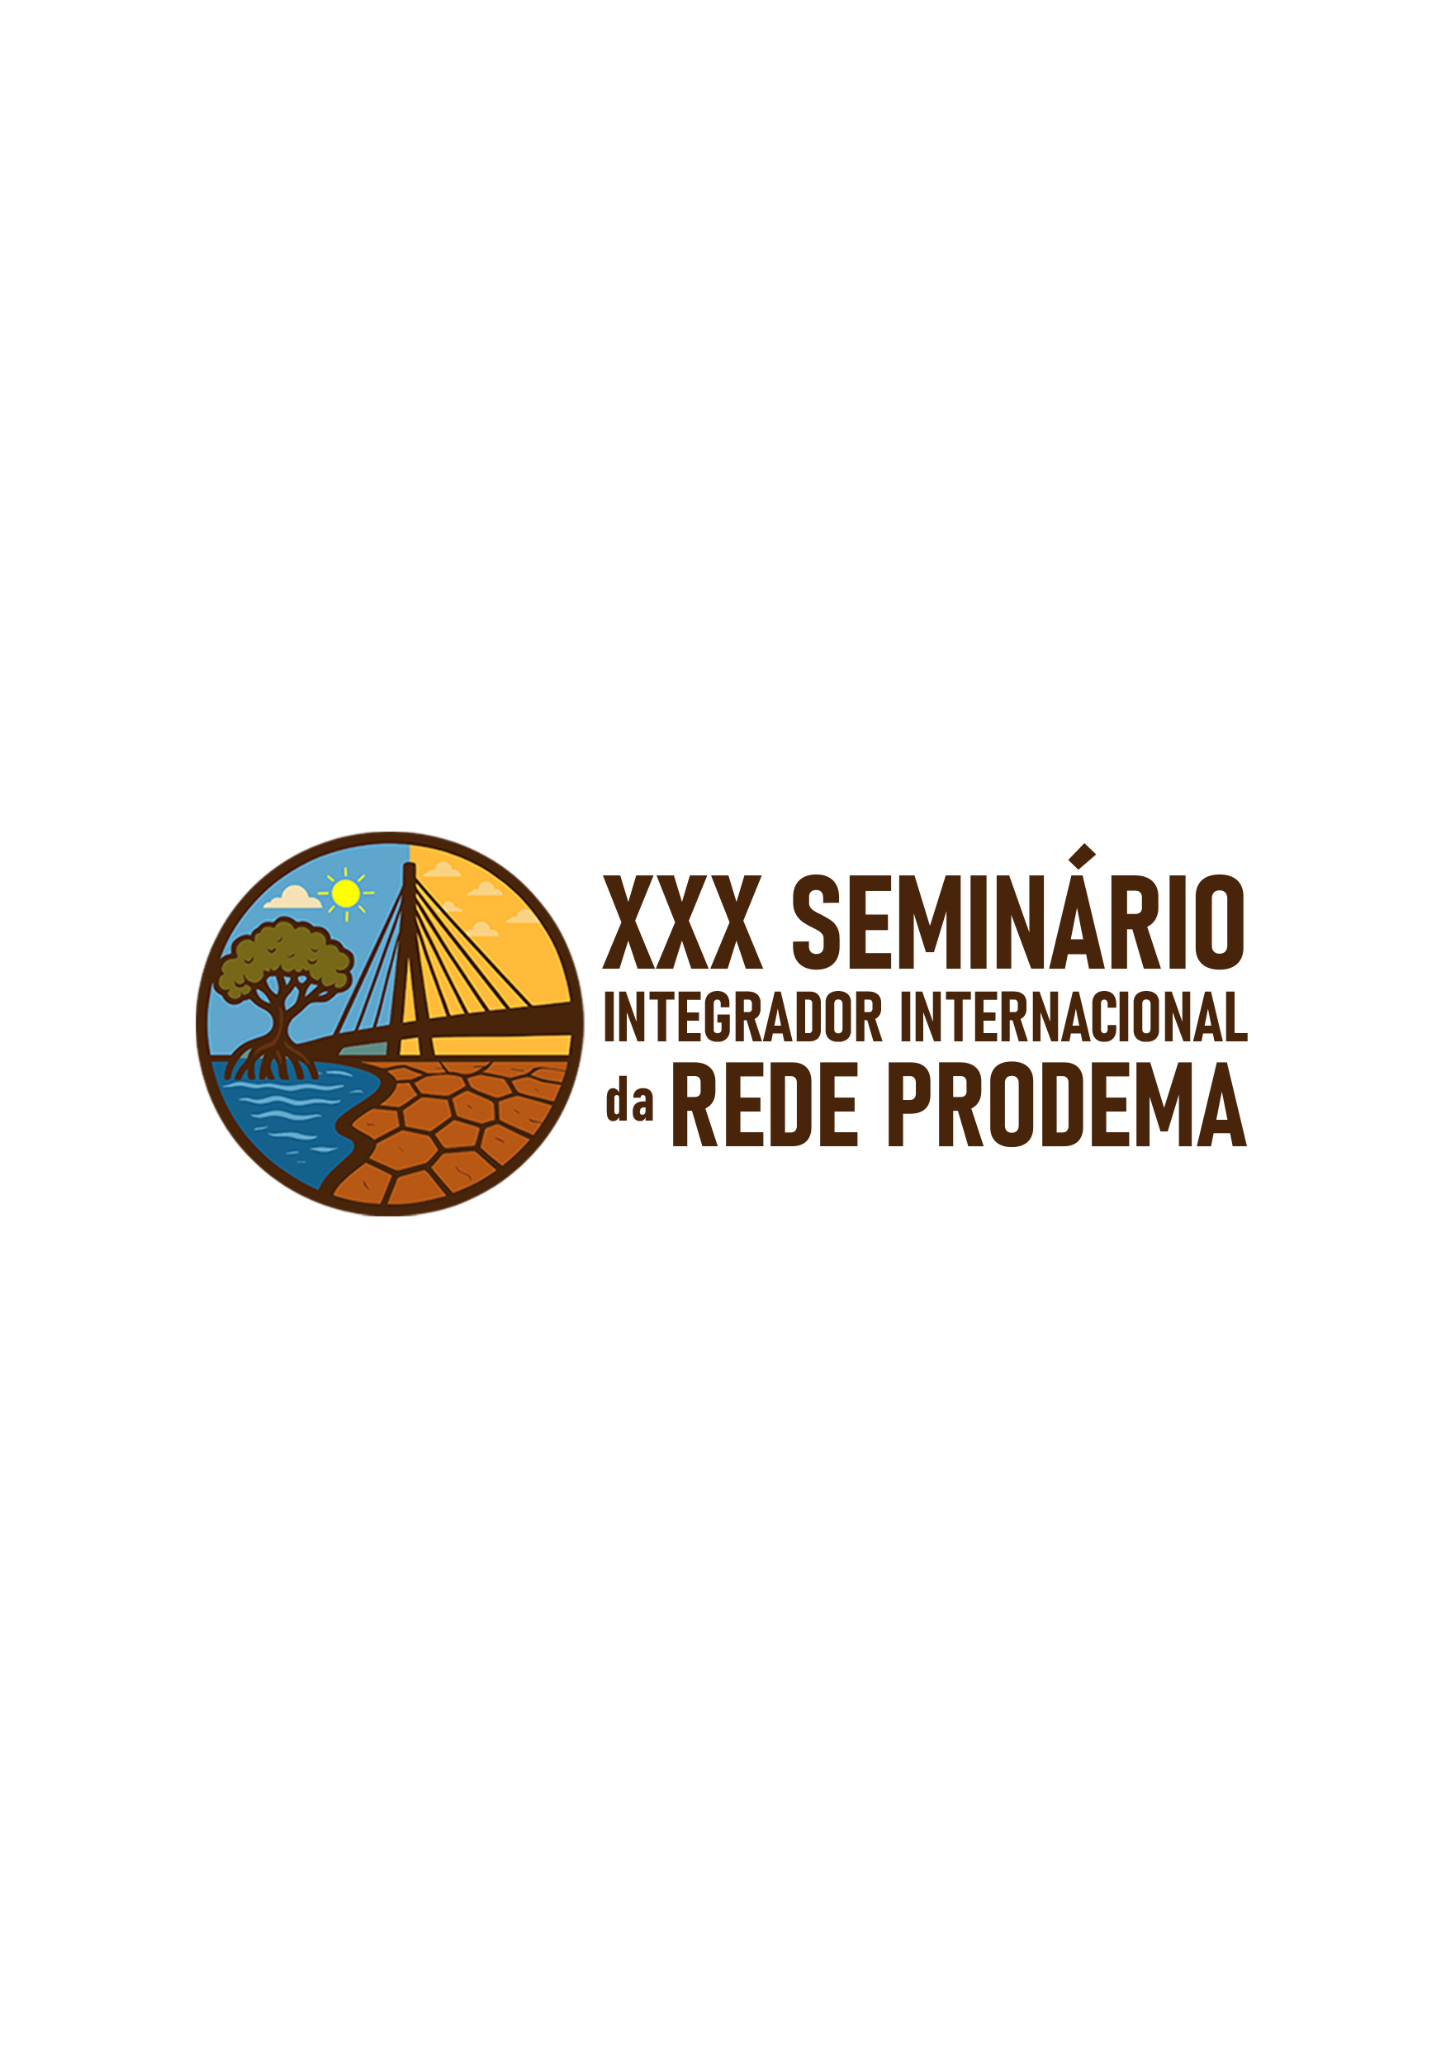 XXX SEMINÁRIO
INTEGRADOR INTERNACIONAL
da REDE PRODEMA